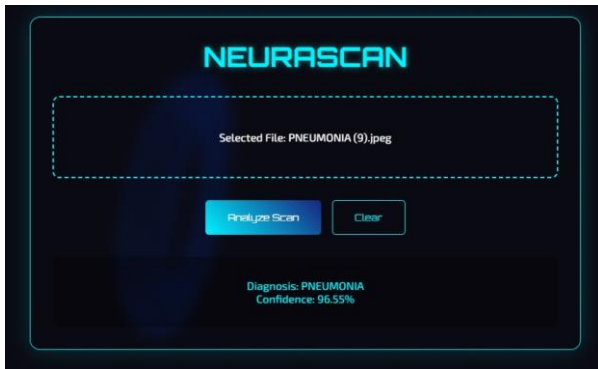 NEURASCAN
Selected File: PNEUMONIA (9).jpeg
Analyze Scan
Clear
Diagnosis: PNEUMONIA
Confidence: 96.55%